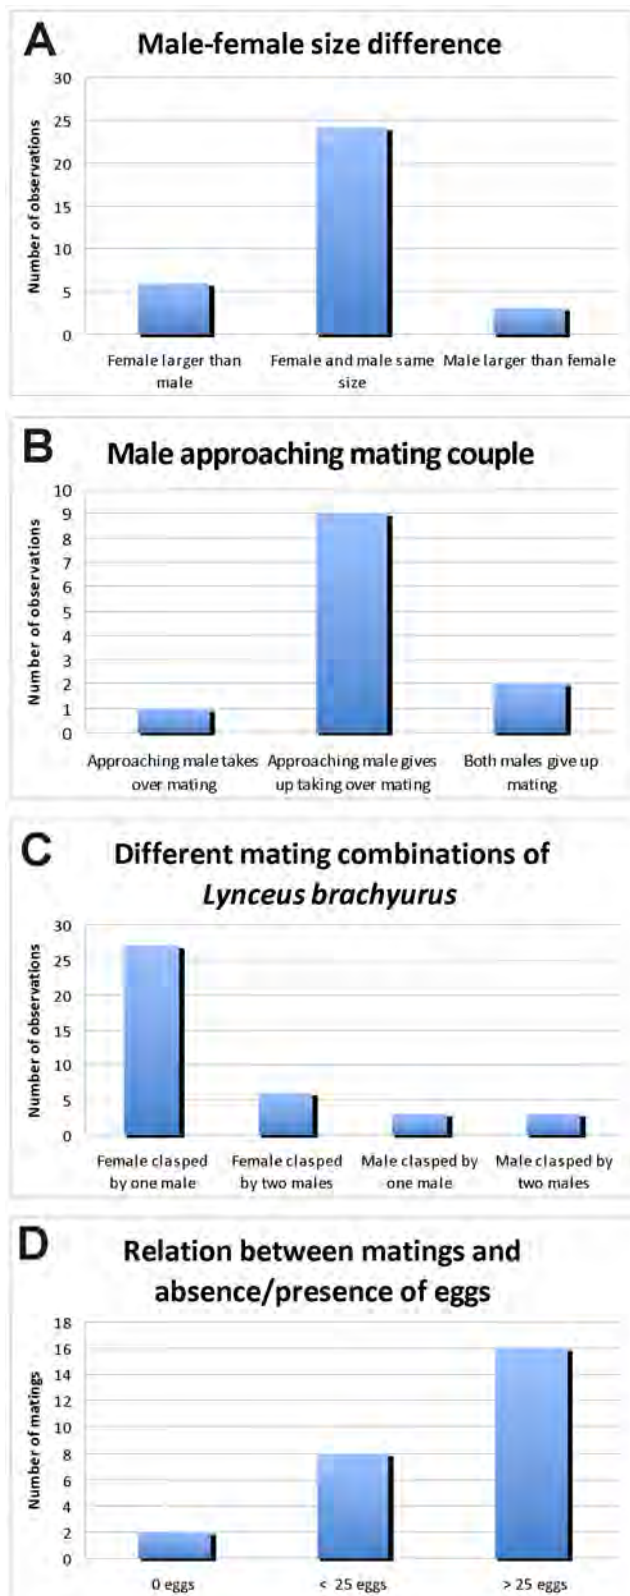 A
Male-female size difference
Number of observations
30
25
20
15
10
5
0
Female larger than
male
Female and male same
size
Male larger than female
B
Male approaching mating couple
Number of observations
10
9
8
7
6
5
4
3
2
1
0
Approaching male takes
over mating
Approaching male gives
up taking over mating
Both males give up
mating
C
Different mating combinations of
Lynceus brachyurus
Number of observations
30
25
20
15
10
5
0
Female clasped
by one male
Female clasped
by two males
Male clasped by
one male
Male clasped by
two males
D
Relation between matings and
absence/presence of eggs
Number of matings
18
16
14
12
10
8
6
4
2
0
0 eggs
< 25 eggs
> 25 eggs